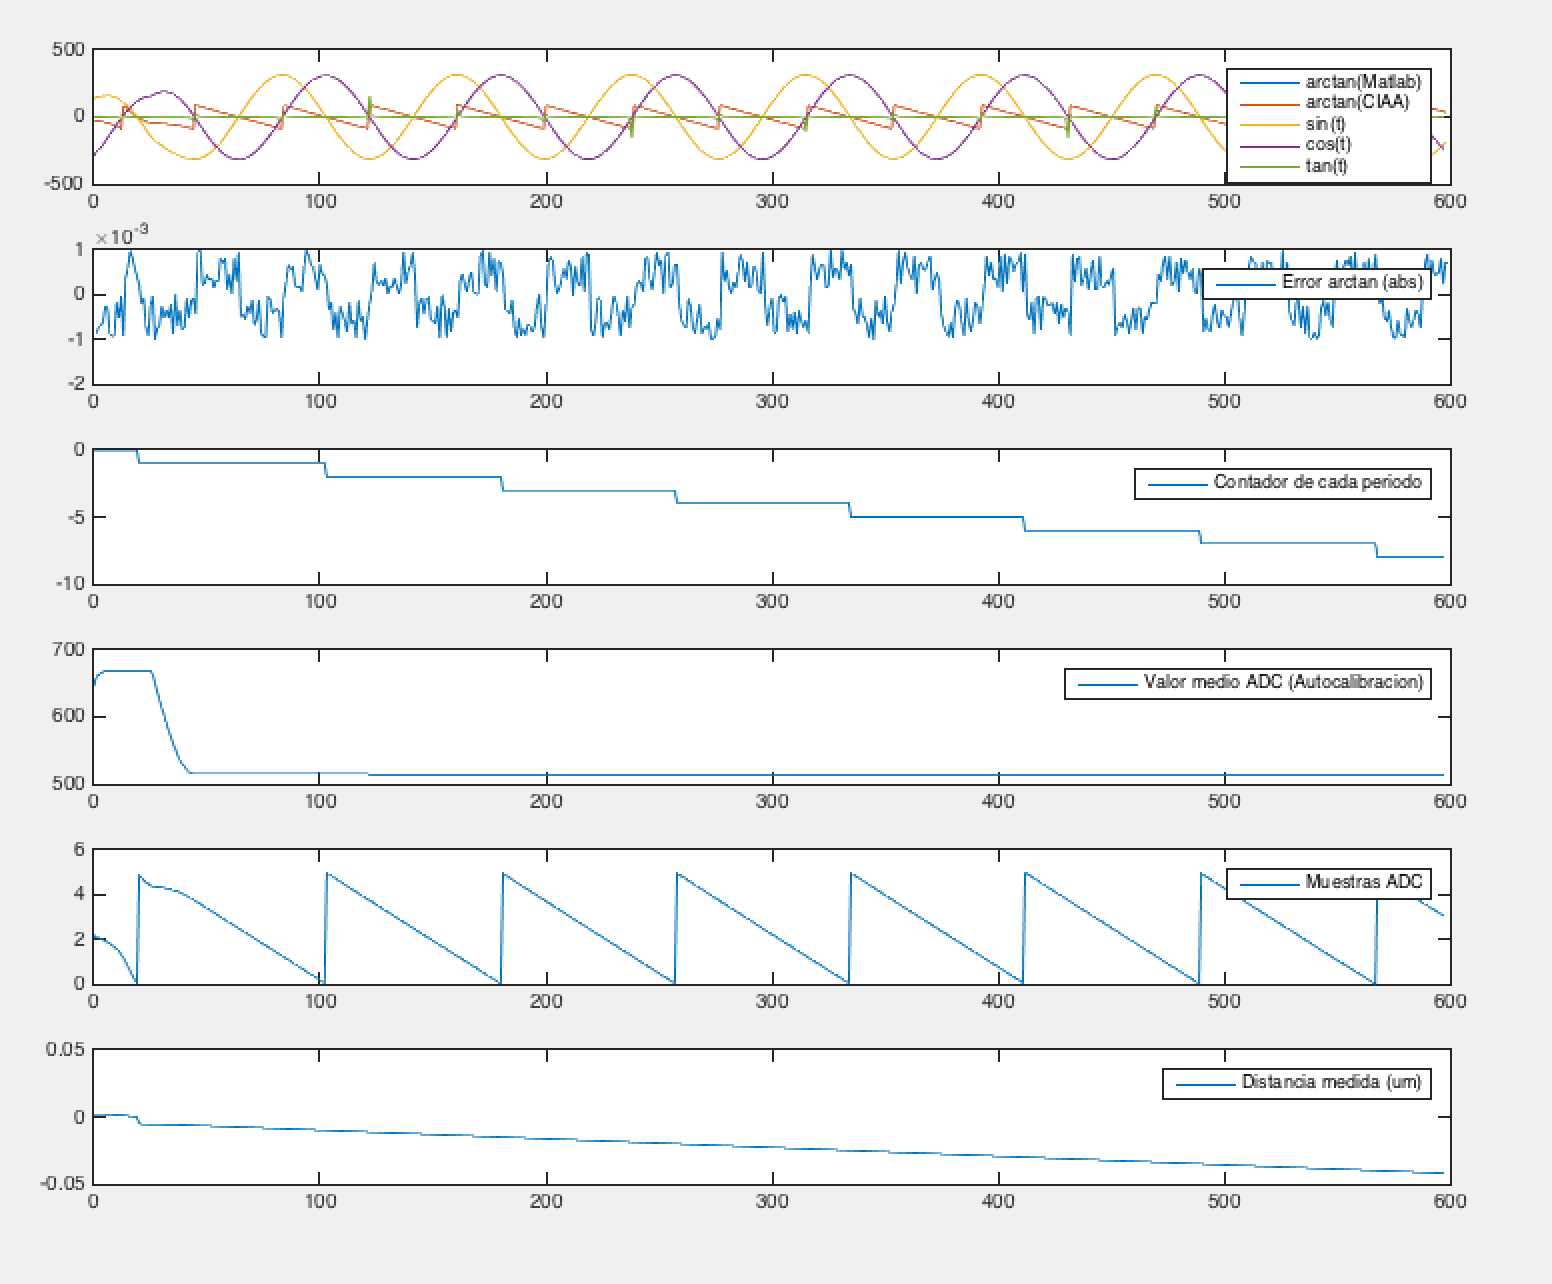 500
0
-500
arctan(Matlab)
arctan(CIAA)
sin(t)
cos(t)
tan(t)
0 100 200 300 400 500 600
×10-3
1
0
-1
-2
Error arctan (abs)
0 100 200 300 400 500 600
0
-5
-10
Contador de cada periodo
0 100 200 300 400 500 600
700
600
500
Valor medio ADC (Autocalibracion)
0 100 200 300 400 500 600
6
4
2
0
Muestras ADC
0 100 200 300 400 500 600
0.05
0
-0.05
Distancia medida (um)
0 100 200 300 400 500 600